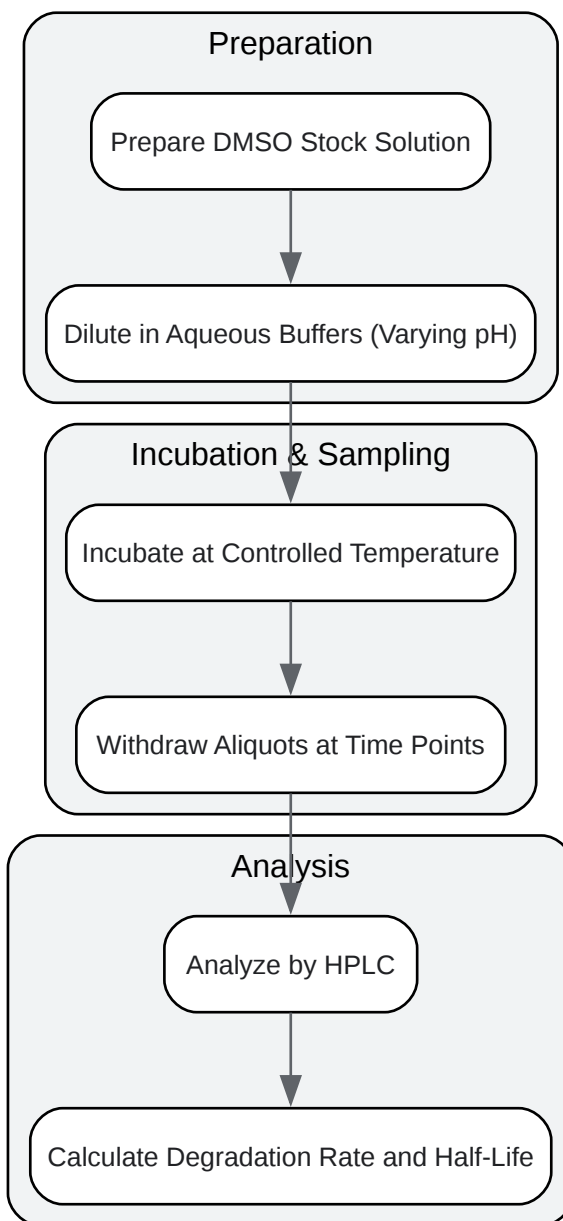 Preparation
Prepare DMSO Stock Solution
Dilute in Aqueous Buffers (Varying pH)
Incubation & Sampling
Incubate at Controlled Temperature
Withdraw Aliquots at Time Points
Analysis
Analyze by HPLC
Calculate Degradation Rate and Half-Life